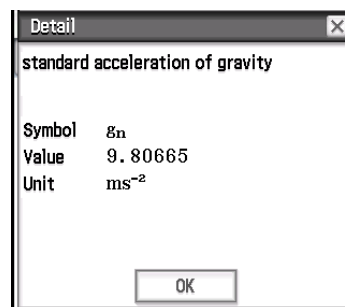 Detail
standard acceleration of gravity
Symbol gn
Value 9.80665
Unit ms⁻²
OK